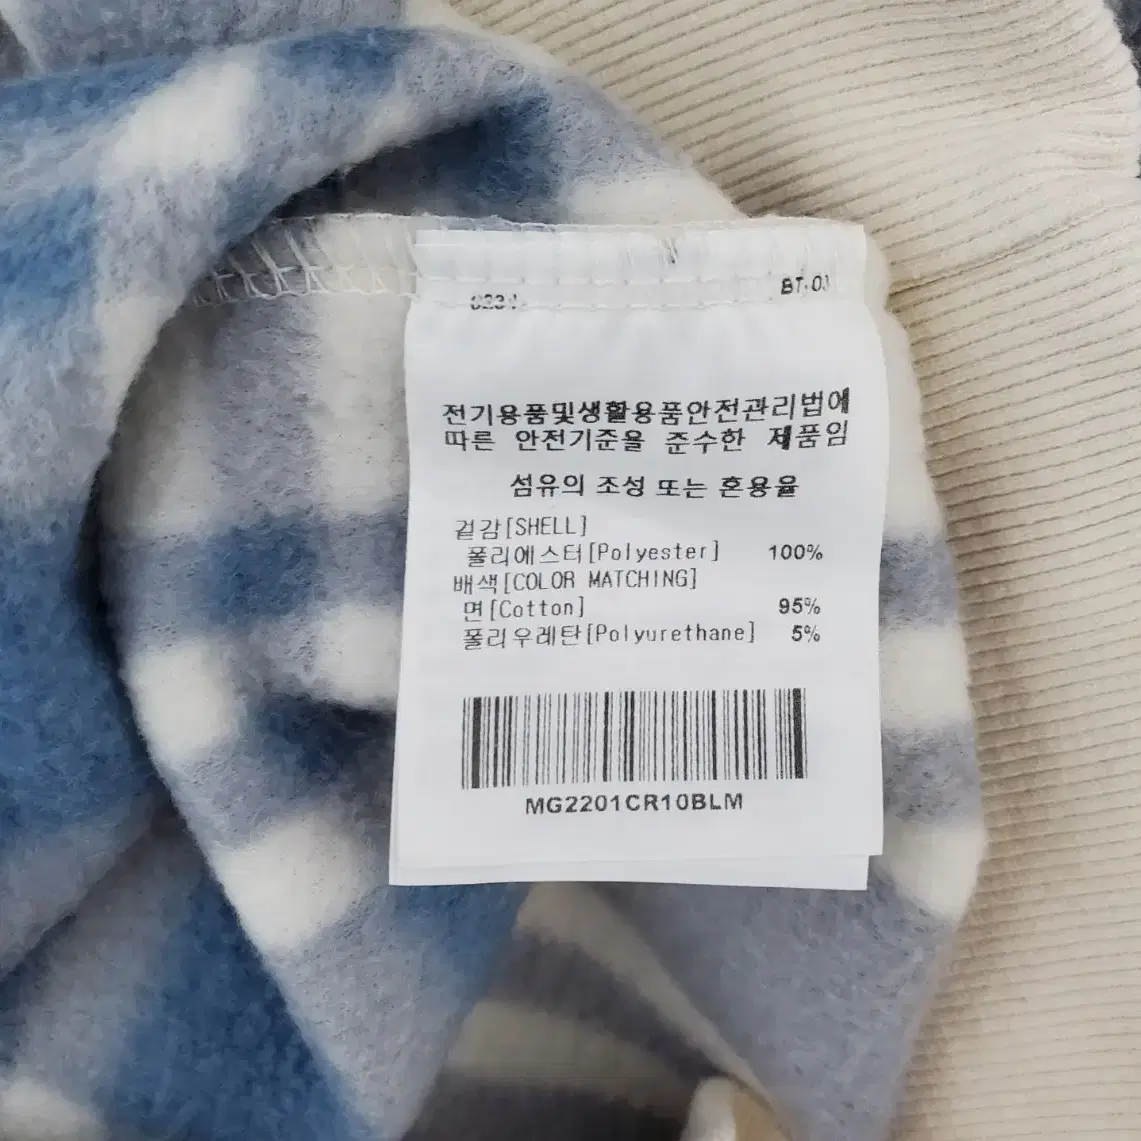 전기용품및생활용품안전관리법에
따른 안전기준을 준수한 제품임
섬유의 조성 또는 혼용율
겉감[SHELL]
폴리에스터[Polyester] 100%
배색[COLOR MATCHING]
면[Cotton] 95%
폴리우레탄[Polyurethane] 5%
MG2201CR10BLM